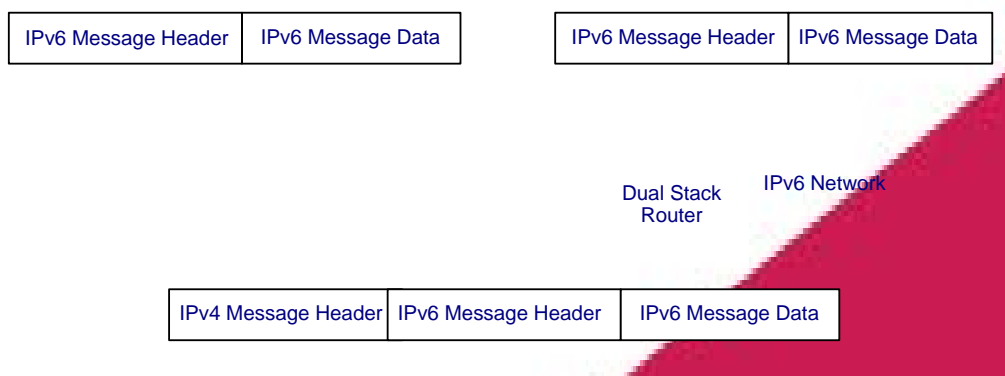 IPv6 Message Header IPv6 Message Data IPv6 Message Header IPv6 Message Data
IPv6 Network
Dual Stack
Router
IPv4 Message Header IPv6 Message Header IPv6 Message Data